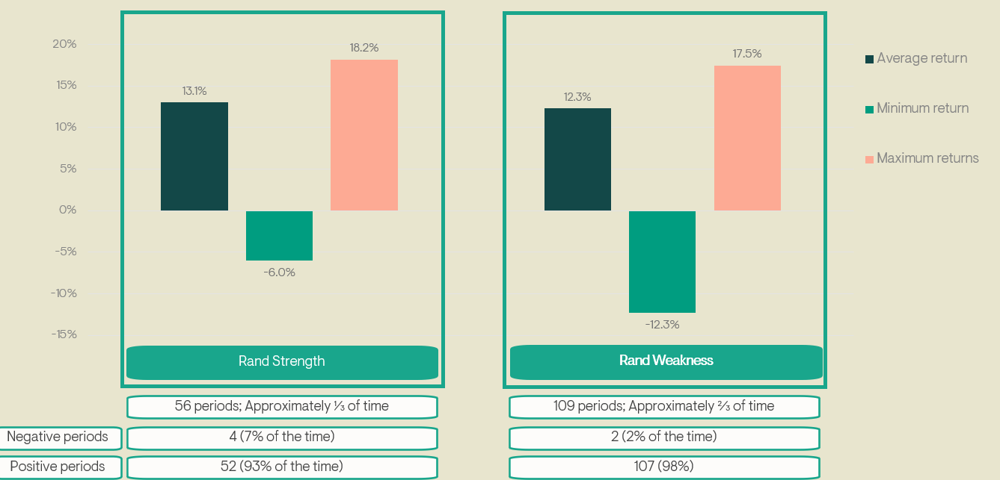 20%
15%
10%
5%
0%
-5%
-10%
-15%
13.1%
-6.0%
18.2%
12.3%
-12.3%
17.5%
Average return
Minimum return
Maximum returns
Rand Strength
Rand Weakness
56 periods; Approximately ⅓ of time
109 periods; Approximately ⅔ of time
Negative periods
4 (7% of the time)
2 (2% of the time)
Positive periods
52 (93% of the time)
107 (98%)